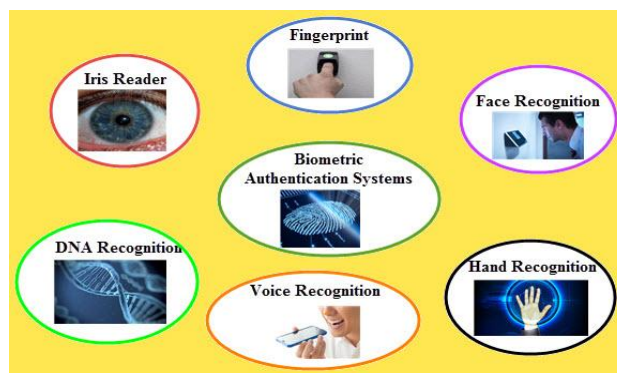 Fingerprint
Iris Reader
Face Recognition
Biometric
Authentication Systems
DNA Recognition
Voice Recognition
Hand Recognition